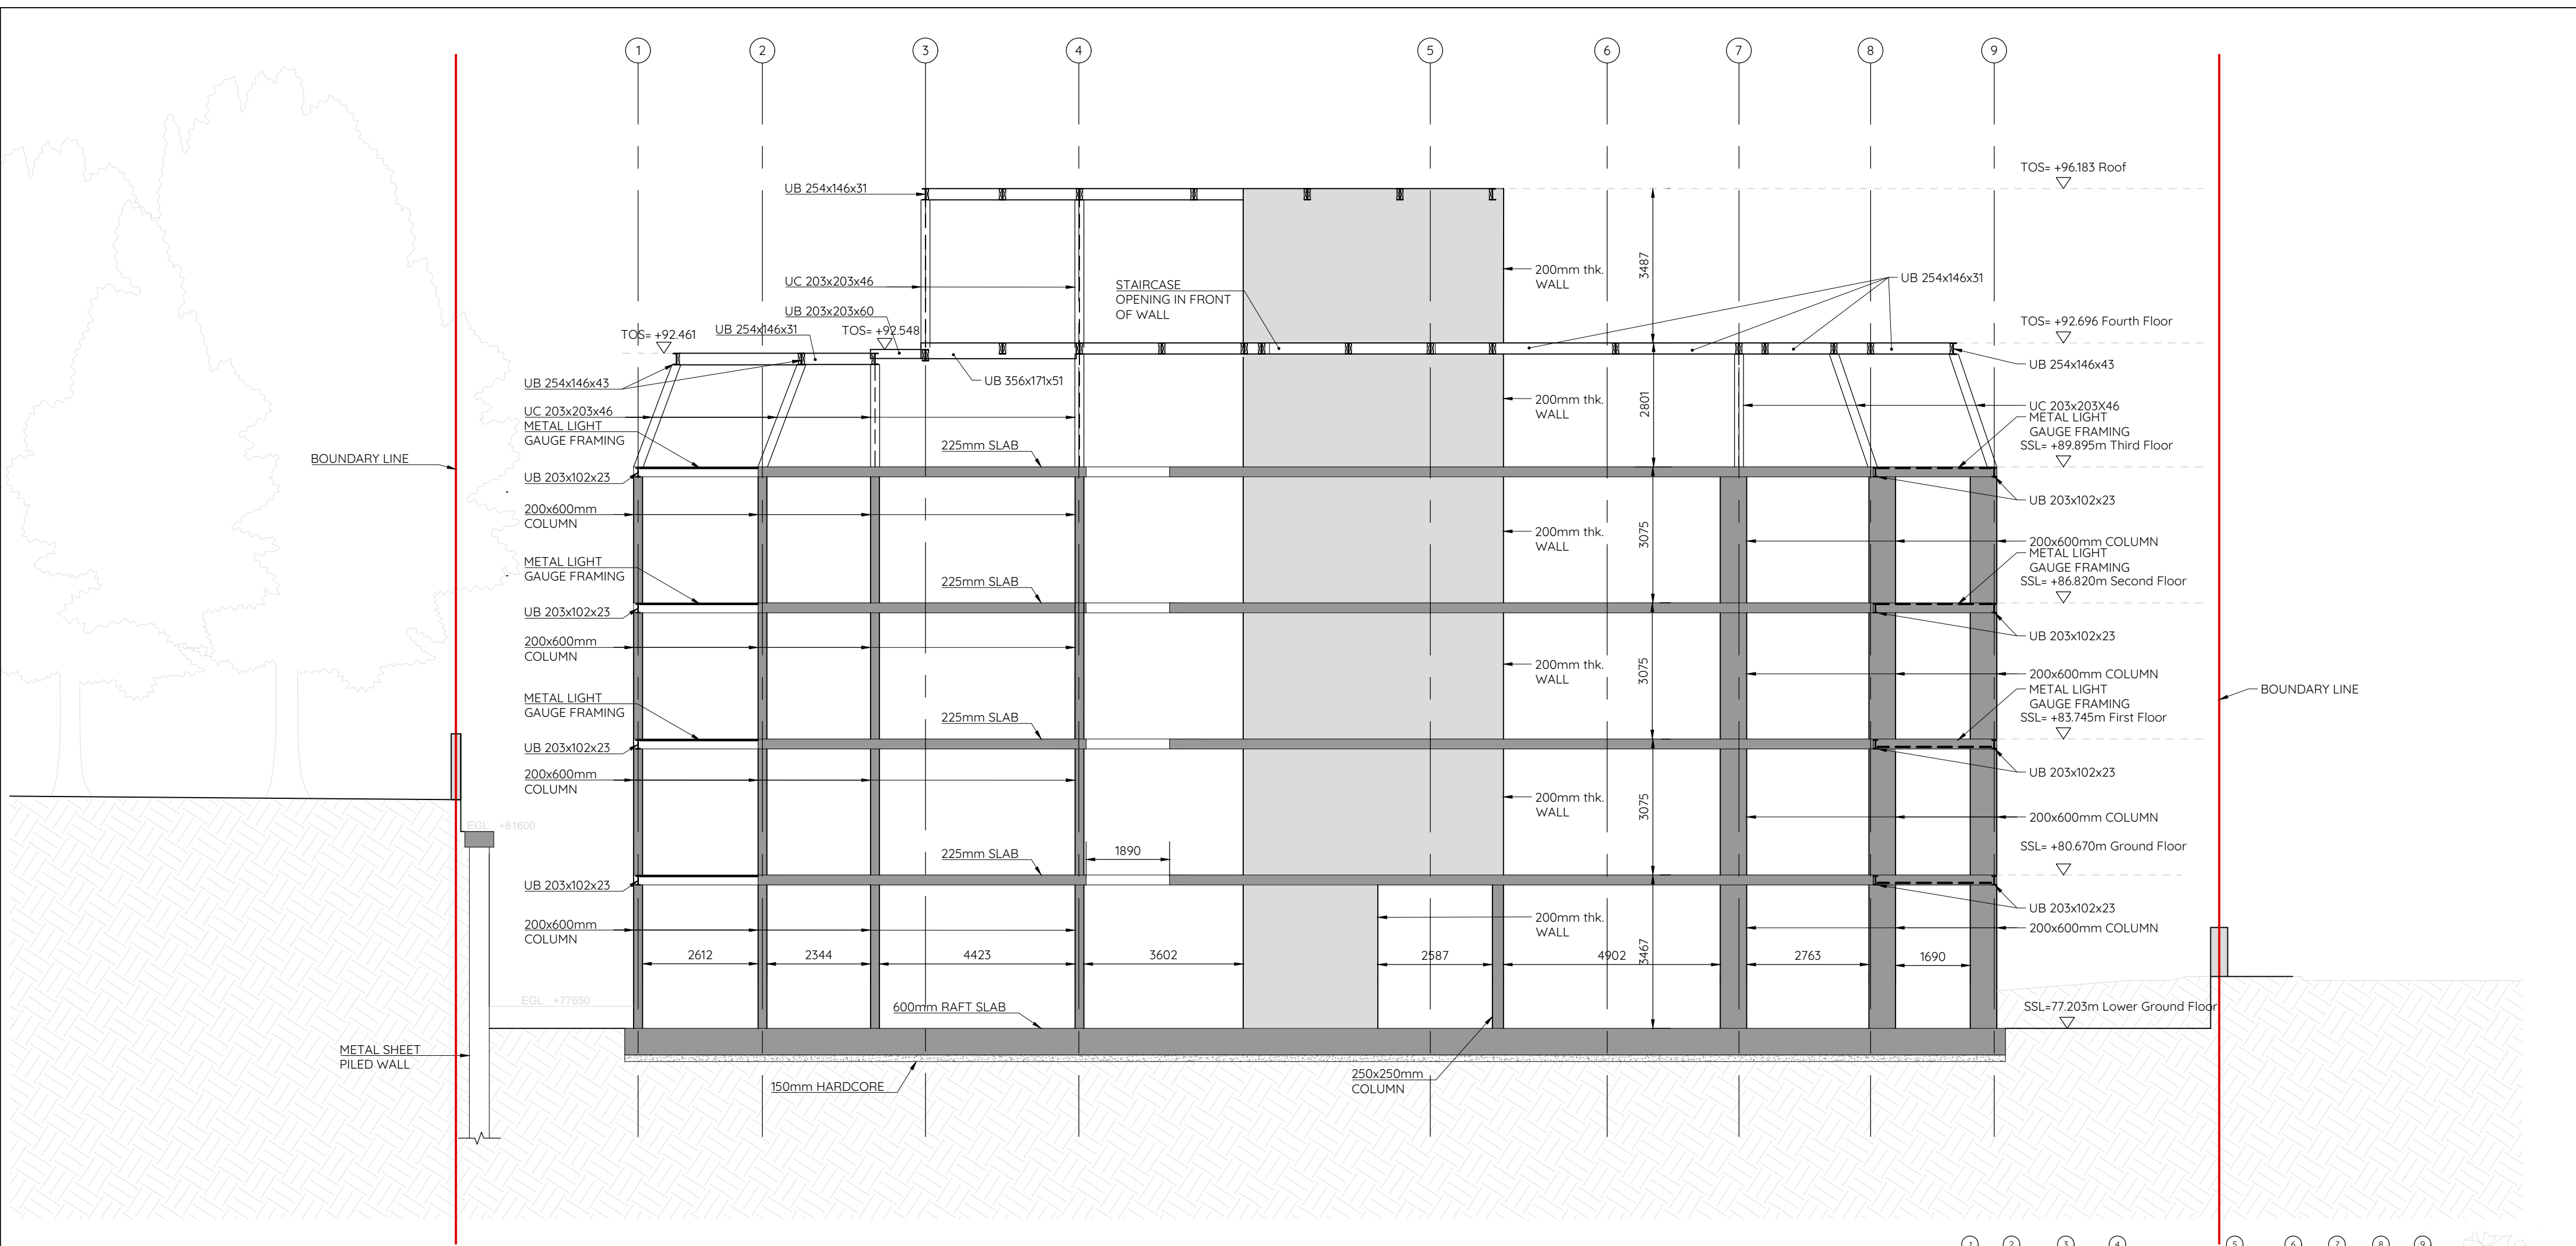 1 2 3 4 5 6 7 8 9
TOS= +96.183 Roof
UB 254x146x31
3487
200mm thk.
WALL
UC 203x203x46
STAIRCASE
OPENING IN FRONT
OF WALL
UB 254x146x31
UB 203x203x60
TOS= +92.461
UB 254x146x31
TOS= +92.548
TOS= +92.696 Fourth Floor
UB 254x146x43
UB 356x171x51
UB 254x146x43
200mm thk.
WALL
2801
UC 203x203x46
METAL LIGHT
GAUGE FRAMING
UC 203x203X46
METAL LIGHT
GAUGE FRAMING
SSL= +89.895m Third Floor
225mm SLAB
BOUNDARY LINE
UB 203x102x23
UB 203x102x23
200x600mm
COLUMN
200mm thk.
WALL
3075
200x600mm COLUMN
METAL LIGHT
GAUGE FRAMING
METAL LIGHT
GAUGE FRAMING
SSL= +86.820m Second Floor
225mm SLAB
UB 203x102x23
UB 203x102x23
200x600mm
COLUMN
200mm thk.
WALL
3075
200x600mm COLUMN
METAL LIGHT
GAUGE FRAMING
METAL LIGHT
GAUGE FRAMING
SSL= +83.745m First Floor
BOUNDARY LINE
225mm SLAB
UB 203x102x23
UB 203x102x23
200x600mm
COLUMN
200mm thk.
WALL
3075
200x600mm COLUMN
EGL +81600
SSL= +80.670m Ground Floor
225mm SLAB
1890
UB 203x102x23
UB 203x102x23
200x600mm
COLUMN
200mm thk.
WALL
200x600mm COLUMN
2612
2344
4423
3602
2587
4902
3467
2763
1690
EGL +77650
600mm RAFT SLAB
SSL=77.203m Lower Ground Floor
METAL SHEET
PILED WALL
150mm HARDCORE
250x250mm
COLUMN
1 2 3 4 5 6 7 8 9